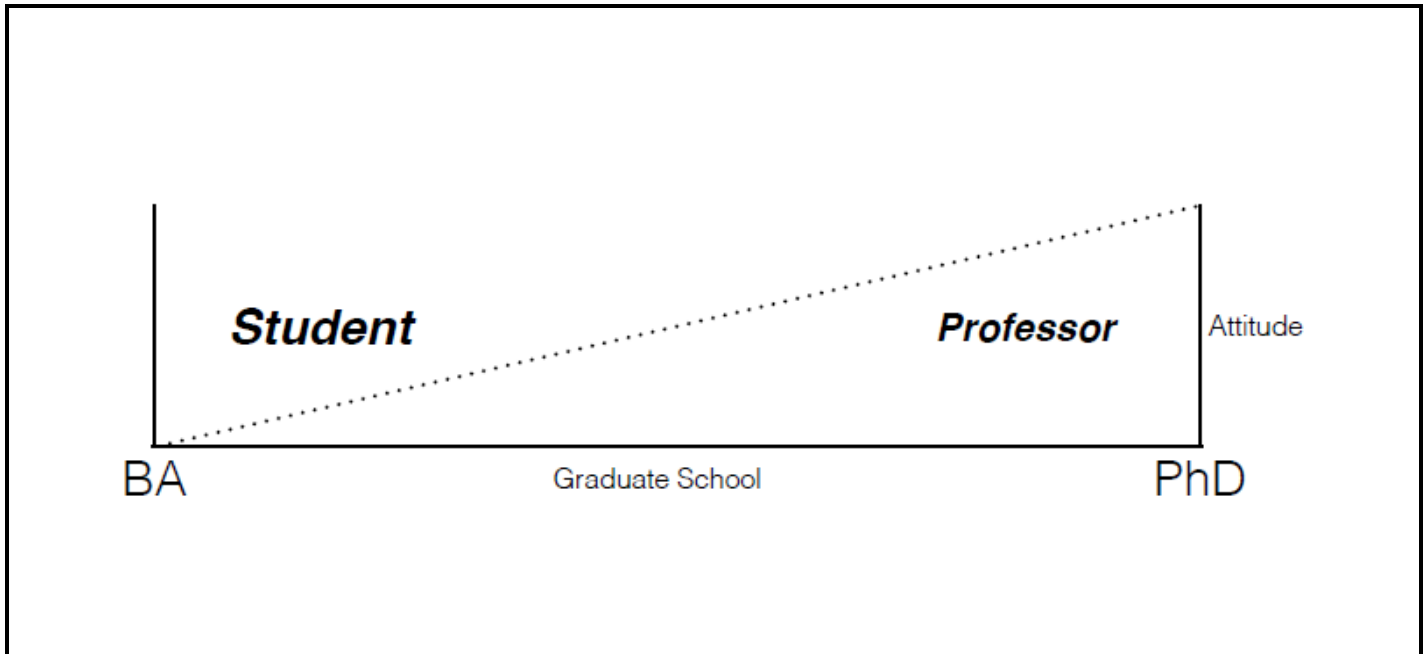 Student
Professor
Attitude
BA
Graduate School
PhD